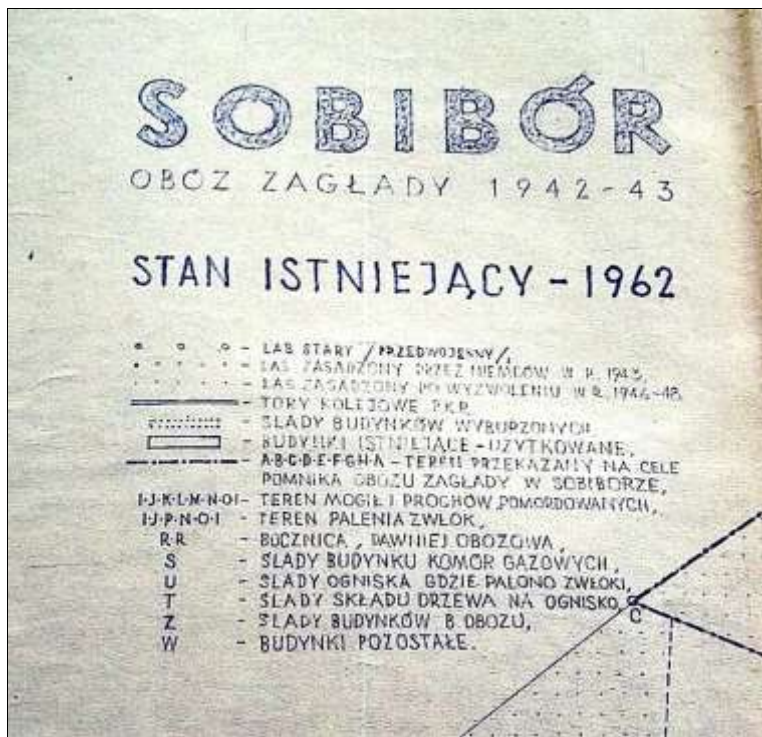 SOBIBÓR
OBÓZ ZAGŁADY 1942-43
STAN ISTNIEJĄCY - 1962
- LAS STARY /PRZEDWOJENNY/,
- LAS ZASADZONY PRZEZ NIEMCÓW W R. 1943,
- LAS ZASADZONY PO WYZWOLENIU W R. 1946-48
- TORY KOLEJOWE P.K.P.
- ŚLADY BUDYNKÓW WYBURZONYCH
- BUDYNKI ISTNIEJĄCE - UŻYTKOWANE,
- A-B-C-D-E-F-G-H-A - TEREN PRZEKAZANY NA CELE
POMNIKA OBOZU ZAGŁADY W SOBIBORZE,
I-J-K-L-M-N-O-I - TEREN MOGIŁ I PROCHÓW POMORDOWANYCH,
I-J-P-N-O-I - TEREN PALENIA ZWŁOK,
R-R - BOCZNICA, DAWNIEJ OBOZOWA,
S - ŚLADY BUDYNKU KOMÓR GAZOWYCH,
U - ŚLADY OGNISKA GDZIE PALONO ZWŁOKI,
T - ŚLADY SKŁADU DRZEWA NA OGNISKO,
C
Z - ŚLADY BUDYNKÓW B. OBOZU,
W - BUDYNKI POZOSTAŁE.